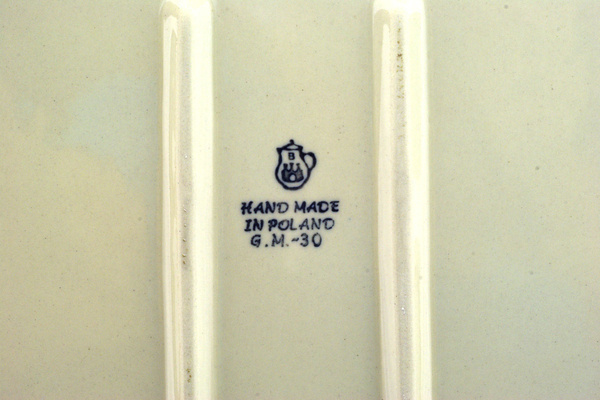 B
HAND MADE
IN POLAND
G.M.~30